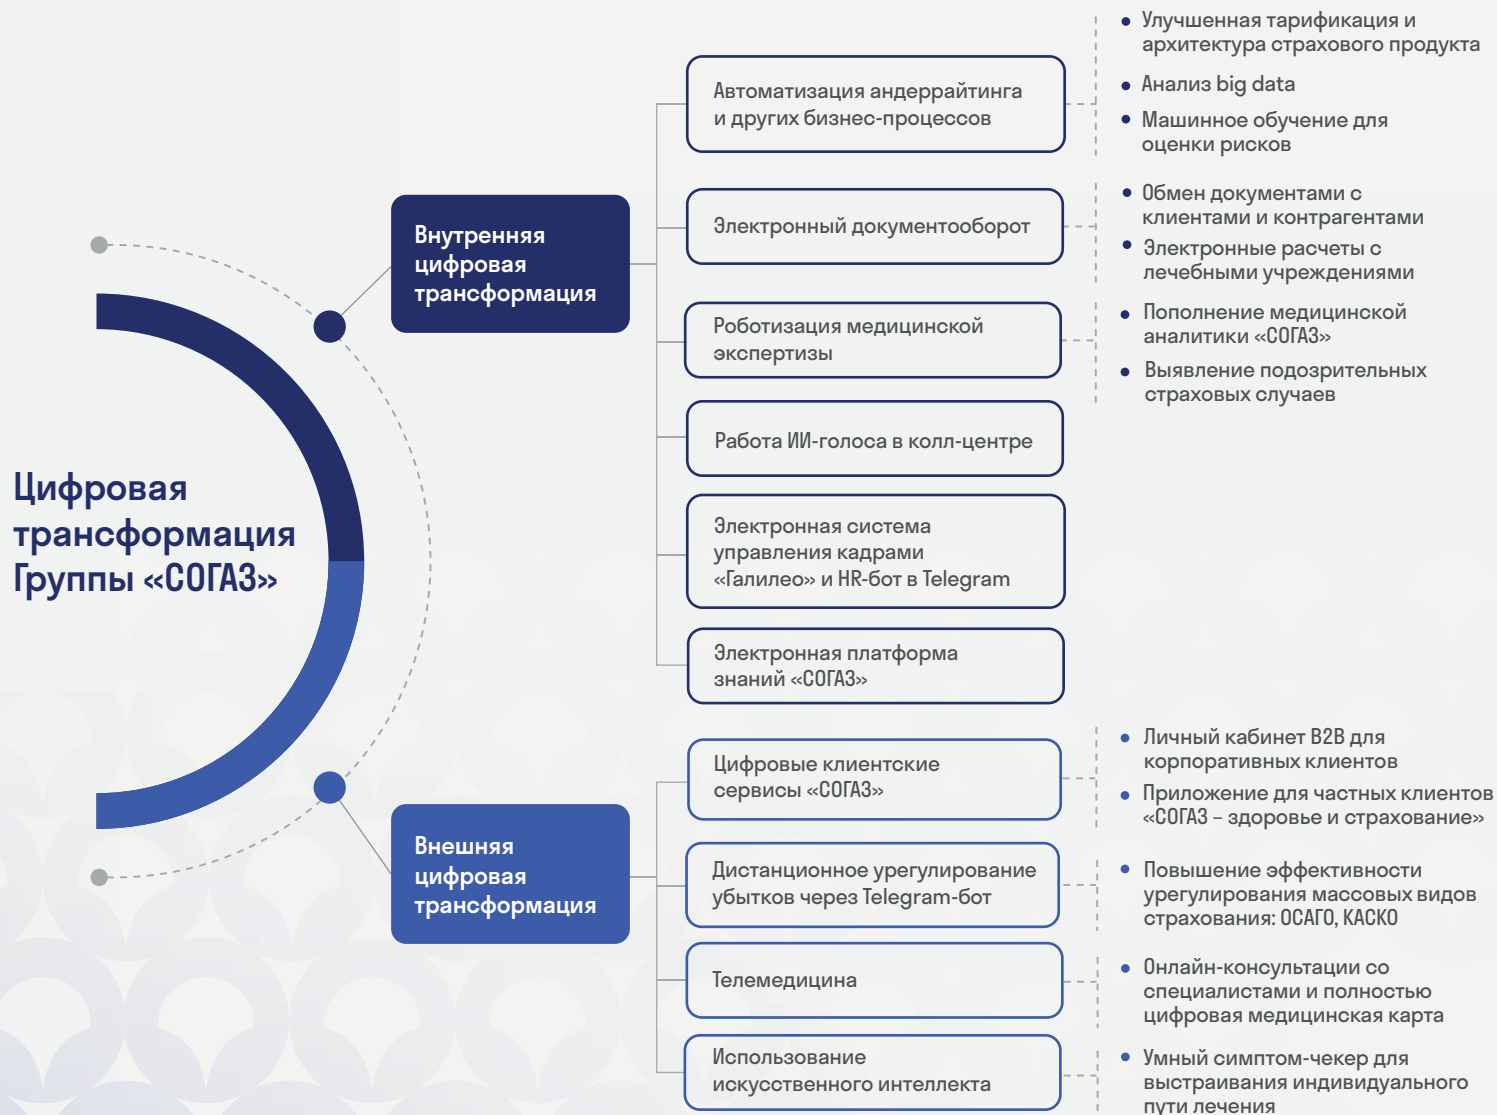 Цифровая
трансформация
Группы «СОГАЗ»
Внутренняя
цифровая
трансформация
Автоматизация андеррайтинга
и других бизнес-процессов
Улучшенная тарификация и
архитектура страхового продукта
Анализ big data
Машинное обучение для
оценки рисков
Электронный документооборот
Обмен документами с
клиентами и контрагентами
Электронные расчеты с
лечебными учреждениями
Роботизация медицинской
экспертизы
Пополнение медицинской
аналитики «СОГАЗ»
Выявление подозрительных
страховых случаев
Работа ИИ-голоса в колл-центре
Электронная система
управления кадрами
«Галилео» и HR-бот в Telegram
Электронная платформа
знаний «СОГАЗ»
Внешняя
цифровая
трансформация
Цифровые клиентские
сервисы «СОГАЗ»
Личный кабинет B2B для
корпоративных клиентов
Приложение для частных клиентов
«СОГАЗ – здоровье и страхование»
Дистанционное урегулирование
убытков через Telegram-бот
Повышение эффективности
урегулирования массовых видов
страхования: ОСАГО, КАСКО
Телемедицина
Онлайн-консультации со
специалистами и полностью
цифровая медицинская карта
Использование
искусственного интеллекта
Умный симптом-чекер для
выстраивания индивидуального
пути лечения